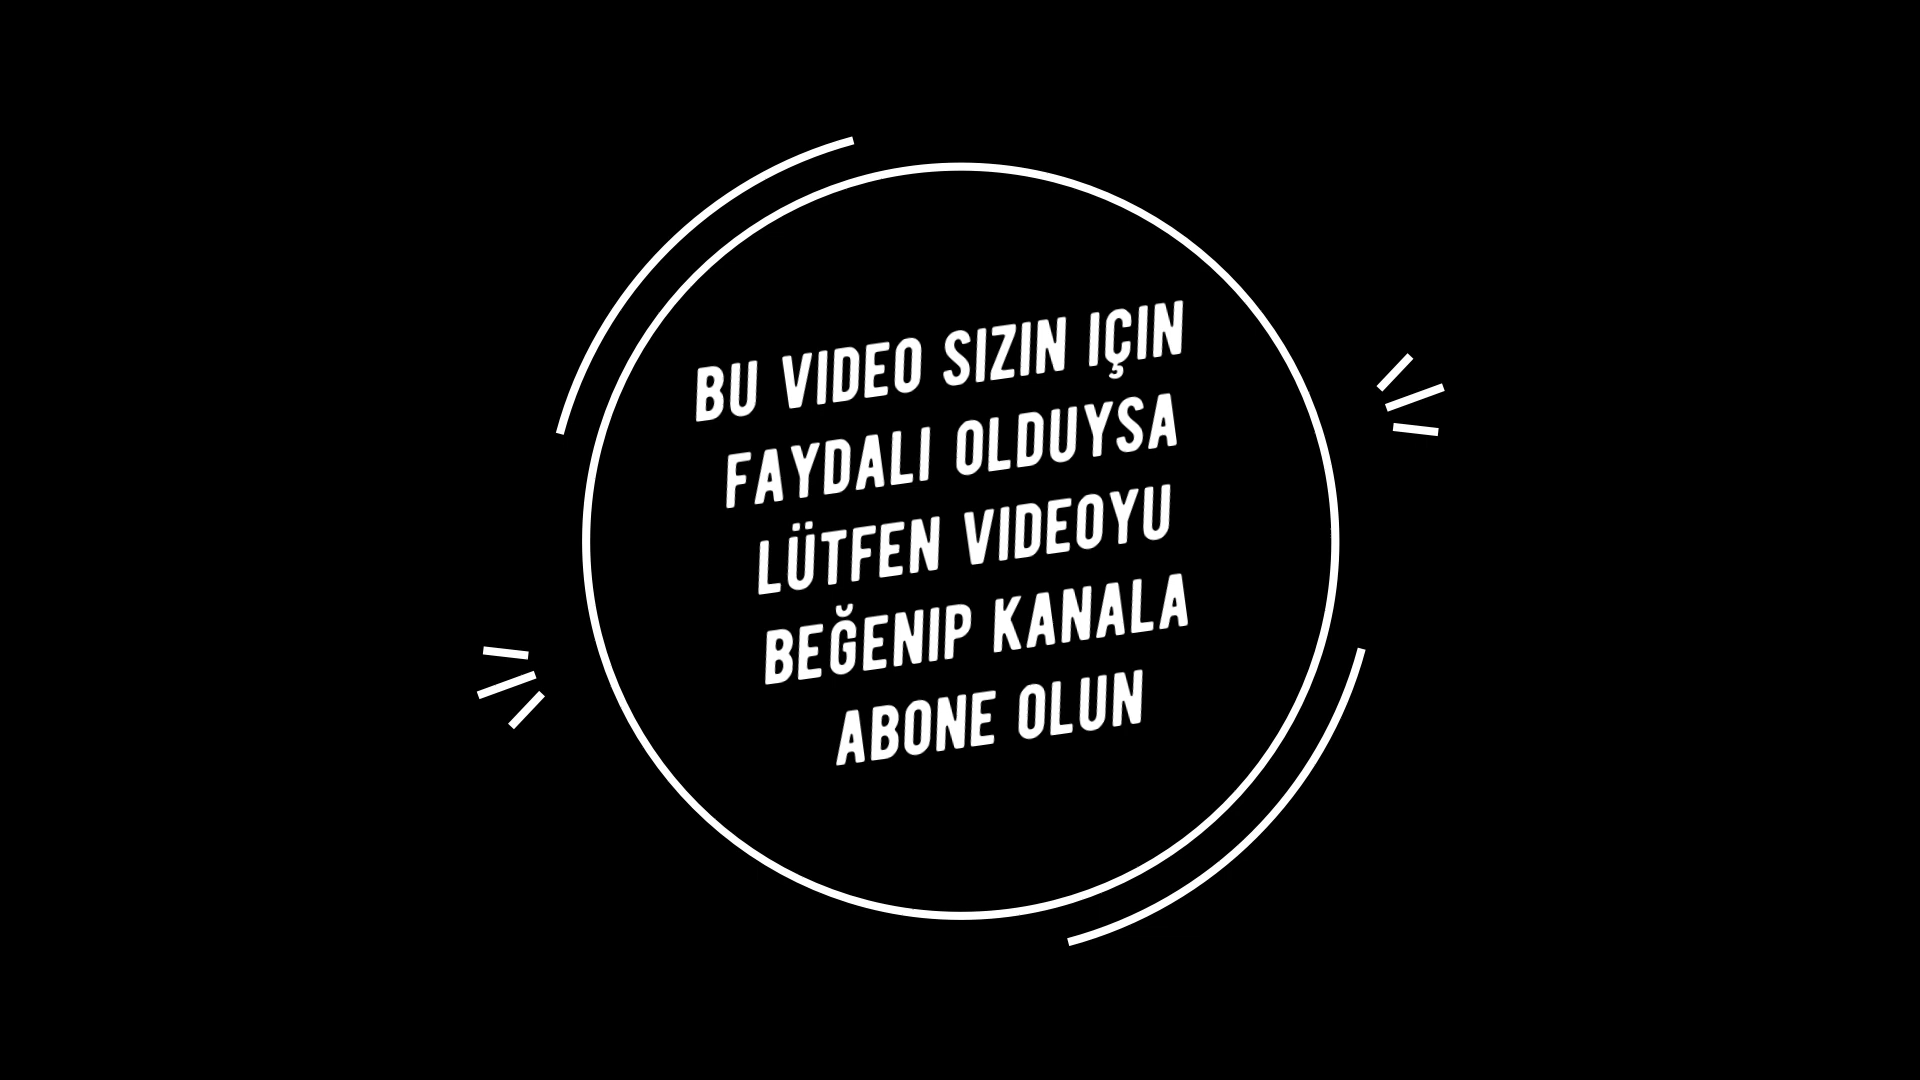 BU VIDEO SIZIN IÇIN
FAYDALI OLDUYSA
LÜTFEN VIDEOYU
BEĞENIP KANALA
ABONE OLUN